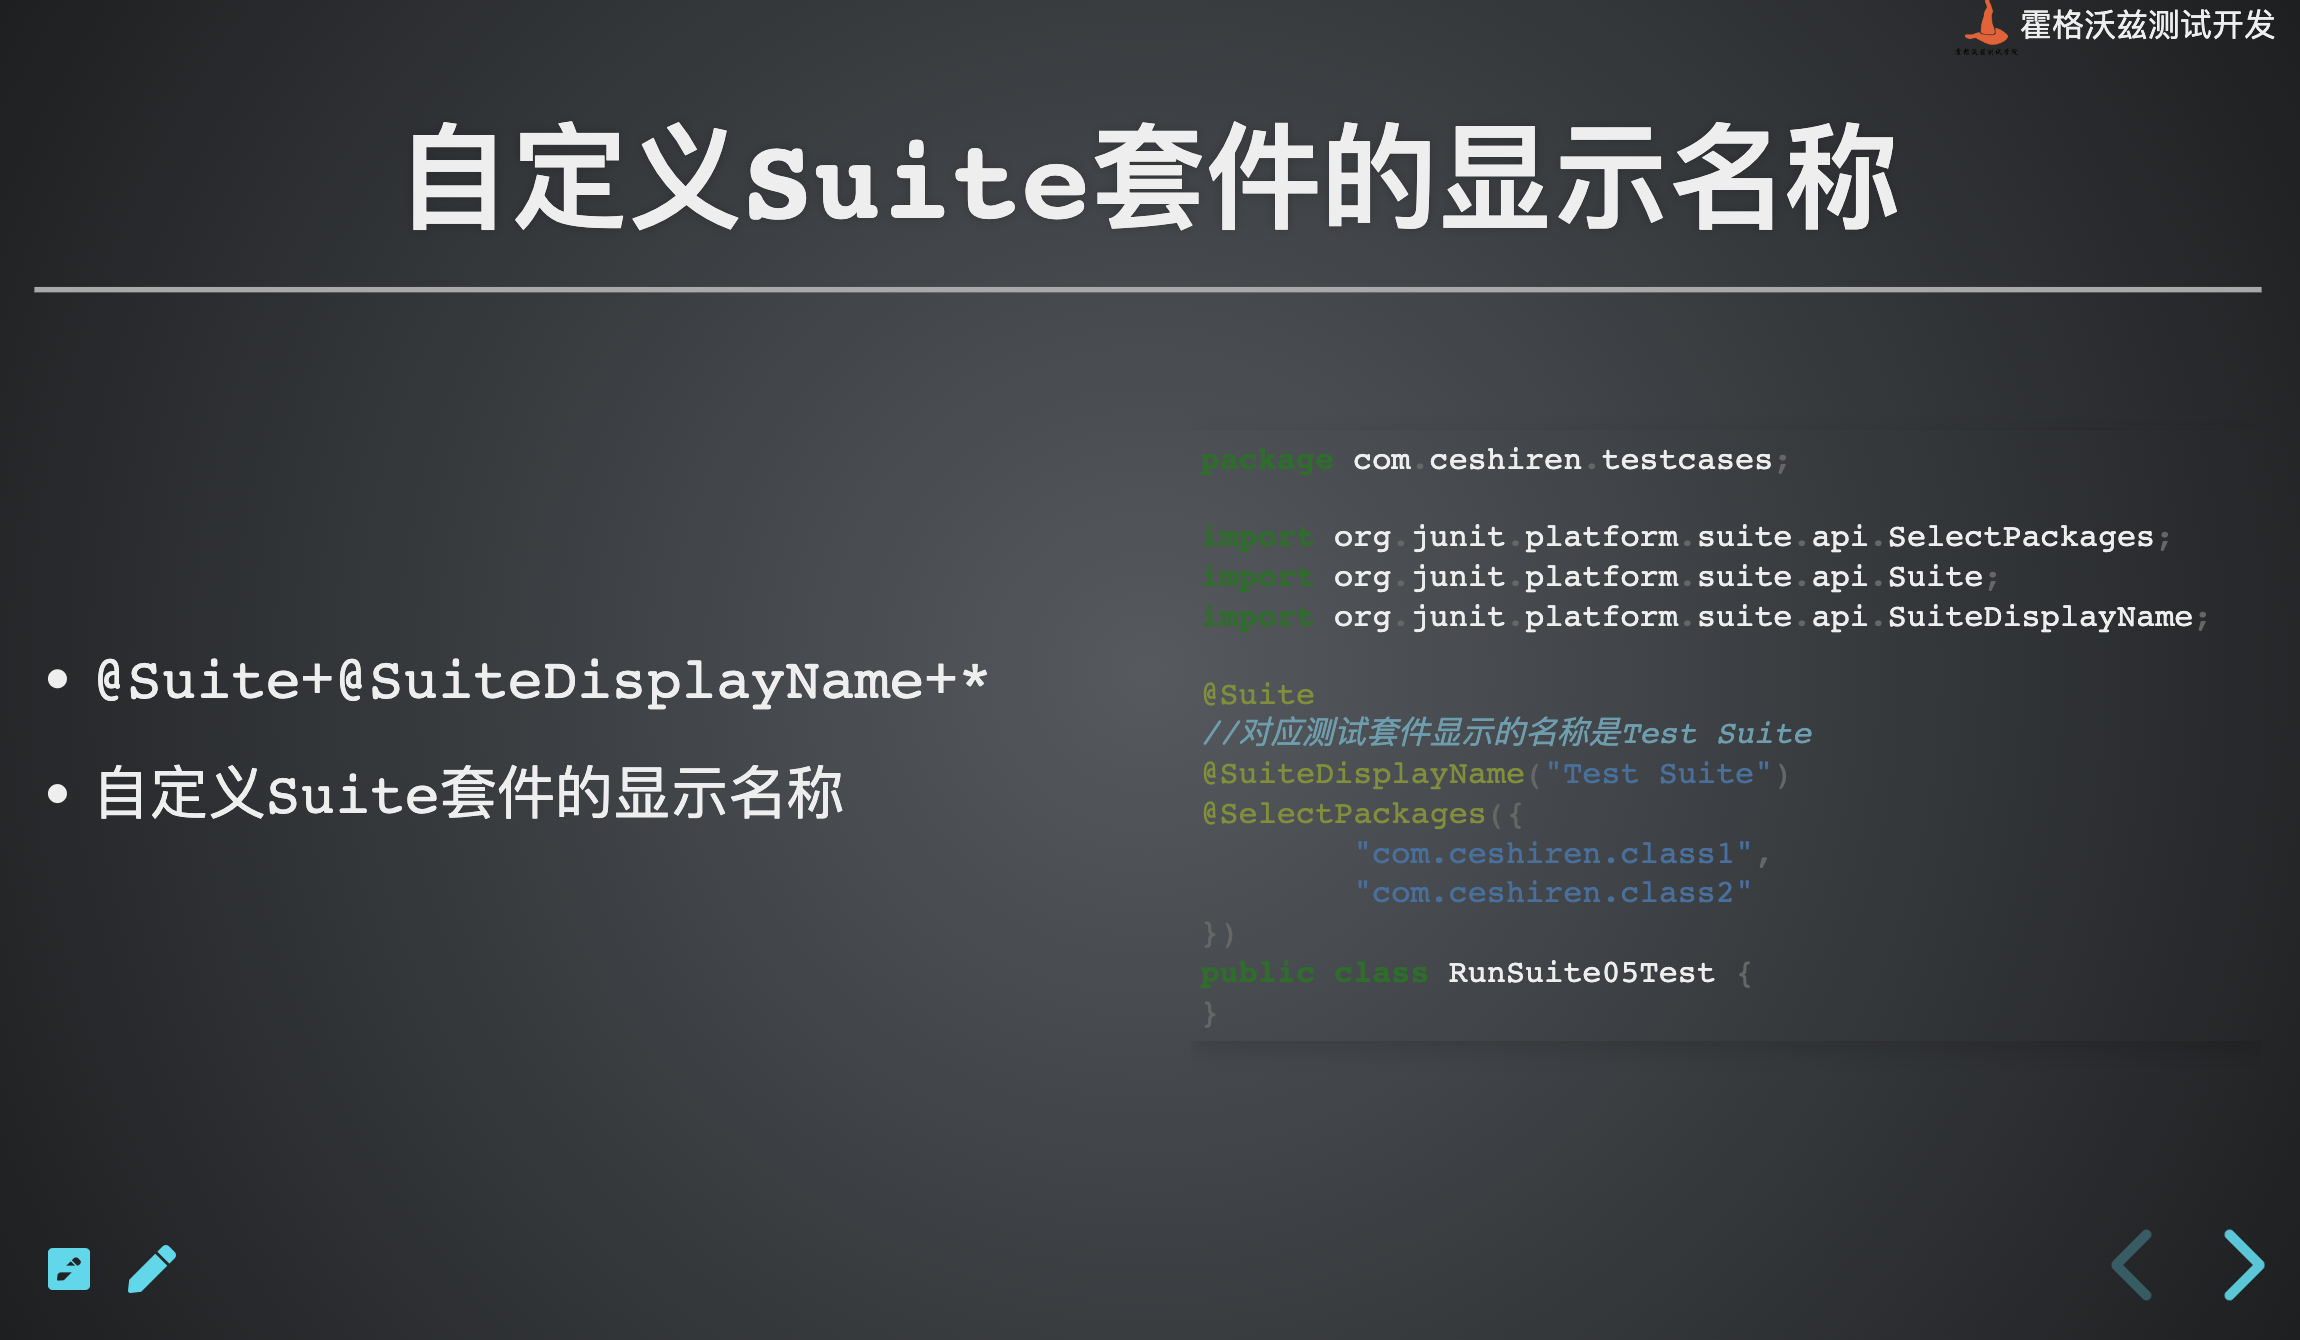 霍格沃兹测试开发
自定义Suite套件的显示名称
• @Suite+@SuiteDisplayName+*
• 自定义Suite套件的显示名称
package com.ceshiren.testcases;
import org.junit.platform.suite.api.SelectPackages;
import org.junit.platform.suite.api.Suite;
import org.junit.platform.suite.api.SuiteDisplayName;
@Suite
//对应测试套件显示的名称是Test Suite
@SuiteDisplayName("Test Suite")
@SelectPackages({
"com.ceshiren.class1",
"com.ceshiren.class2"
})
public class RunSuite05Test {
}